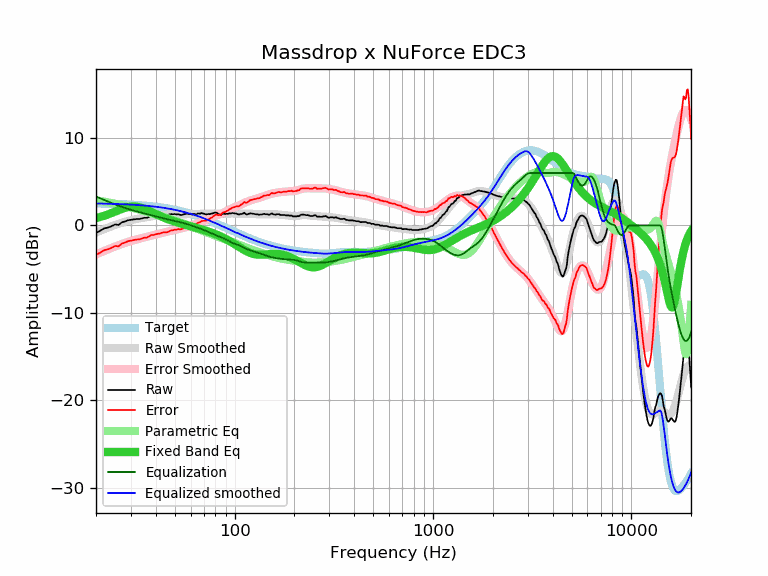 Massdrop x NuForce EDC3
Amplitude (dBr)
10
0
−10
−20
−30
Target
Raw Smoothed
Error Smoothed
Raw
Error
Parametric Eq
Fixed Band Eq
Equalization
Equalized smoothed
100
1000
10000
Frequency (Hz)